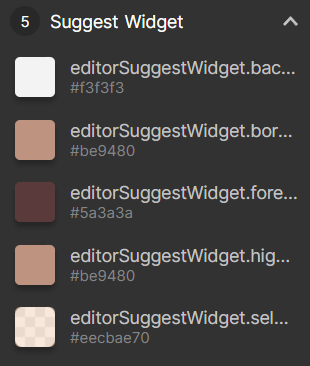 5 Suggest Widget
editorSuggestWidget.bac...
#f3f3f3
editorSuggestWidget.bor...
#be9480
editorSuggestWidget.fore...
#5a3a3a
editorSuggestWidget.hig...
#be9480
editorSuggestWidget.sel...
#eecbae70